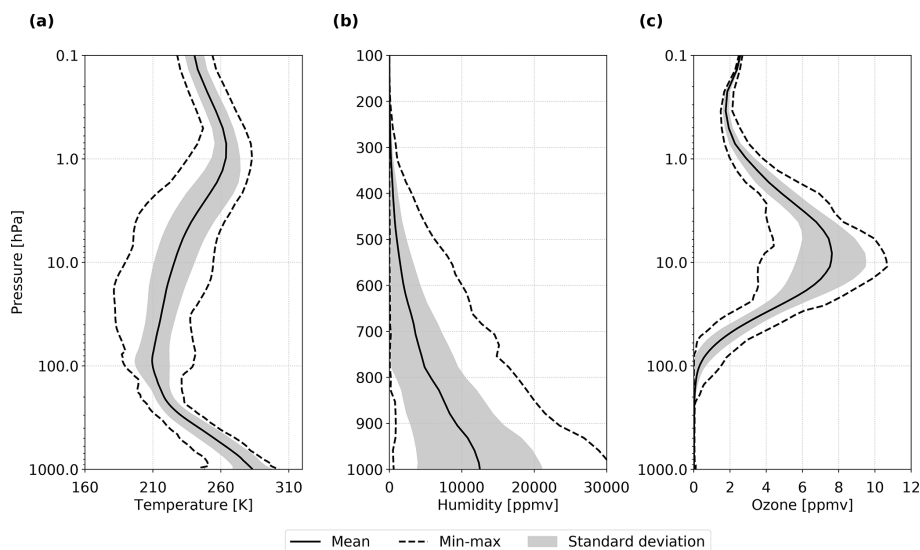 (a)
(b)
(c)
Pressure [hPa]
0.1
1.0
10.0
100.0
1000.0
160 210 260 310
Temperature [K]
100
200
300
400
500
600
700
800
900
1000
0 10000 20000 30000
Humidity [ppmv]
0.1
1.0
10.0
100.0
1000.0
0 2 4 6 8 10 12
Ozone [ppmv]
Mean Min-max Standard deviation